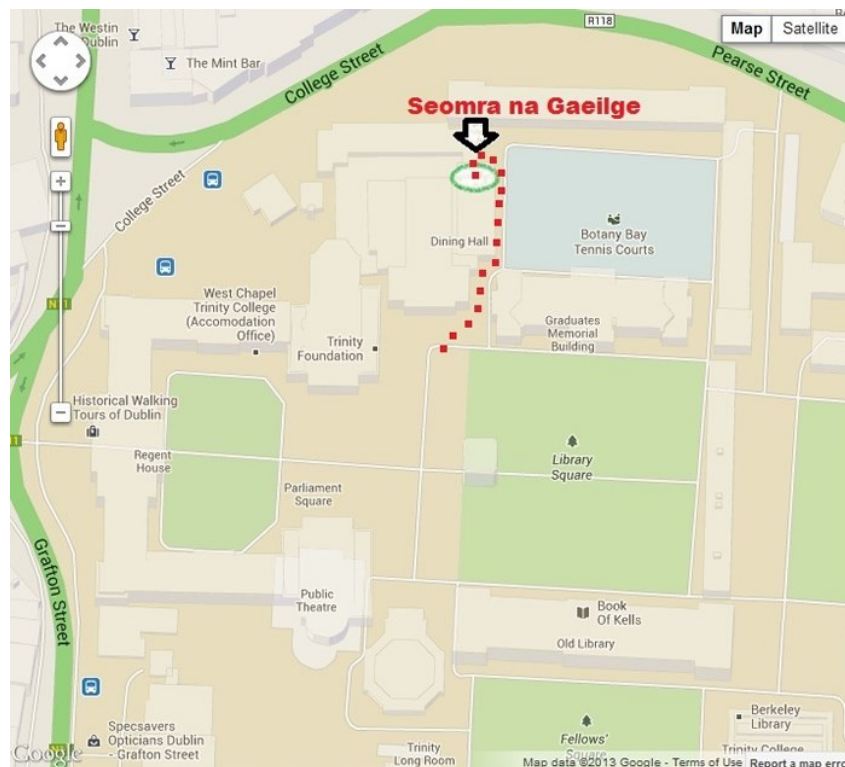 The Westin
Dublin
The Mint Bar
R118
Map
Satellite
College Street
Pearse Street
Seomra na Gaeilge
College Street
Botany Bay
Tennis Courts
Dining Hall
West Chapel
Trinity College
(Accomodation
Office)
Trinity
Foundation
Graduates
Memorial
Building
Historical Walking
Tours of Dublin
Regent
House
Library
Square
Parliament
Square
Grafton Street
Public
Theatre
Book
Of Kells
Old Library
Specsavers
Opticians Dublin
- Grafton Street
Fellows'
Square
Berkeley
Library
Trinity
Long Room
Trinity College
Google
Map data ©2013 Google - Terms of Use
Report a map erro